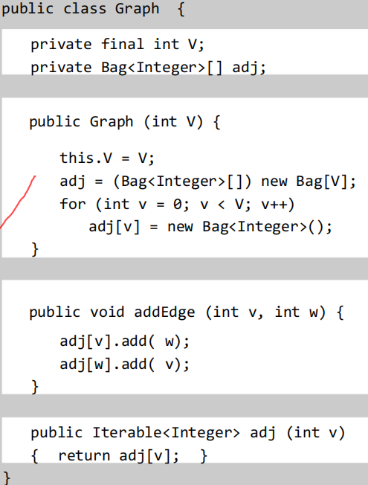 public class Graph {
private final int V;
private Bag<Integer>[] adj;
public Graph (int V) {
this.V = V;
adj = (Bag<Integer>[]) new Bag[V];
for (int v = 0; v < V; v++)
adj[v] = new Bag<Integer>();
}
public void addEdge (int v, int w) {
adj[v].add( w);
adj[w].add( v);
}
public Iterable<Integer> adj (int v)
{ return adj[v]; }
}